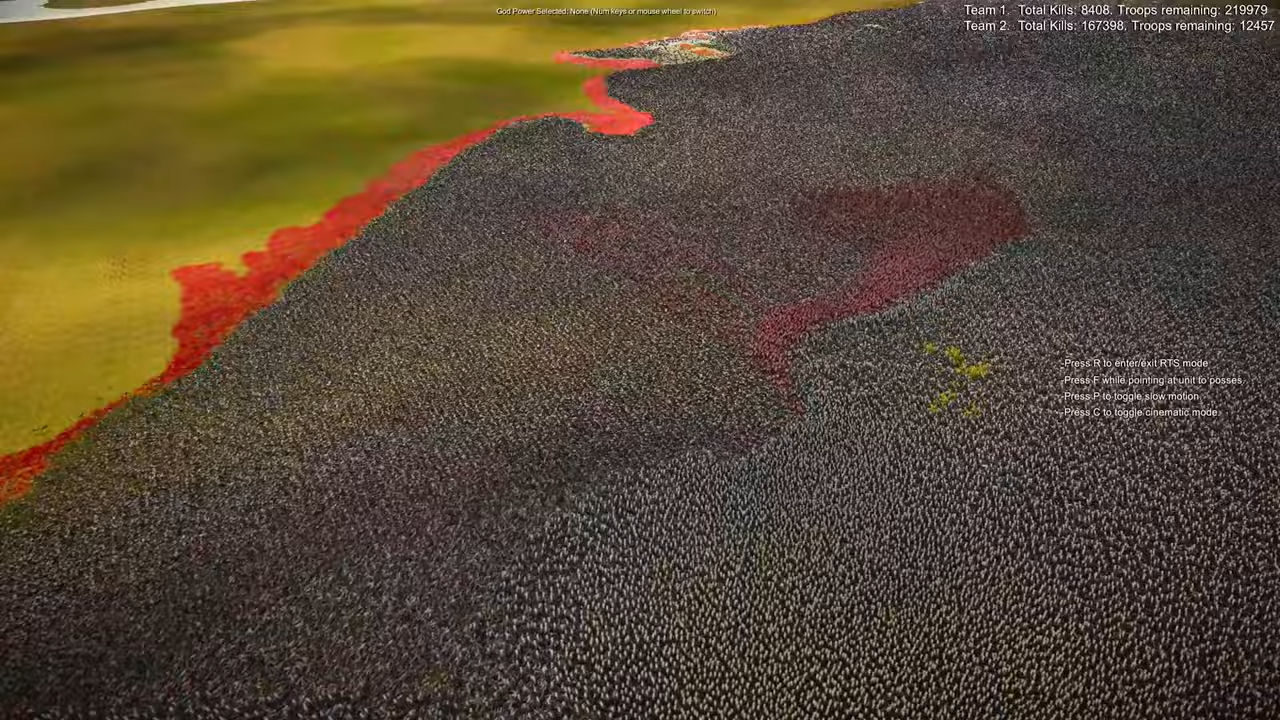 God Power Selected: None (Num keys or mouse wheel to switch)
Team 1.  Total Kills: 8408. Troops remaining: 219979
Team 2.  Total Kills: 167398. Troops remaining: 12457
-Press R to enter/exit RTS mode
-Press F while pointing at unit to posses
-Press P to toggle slow motion
-Press C to toggle cinematic mode